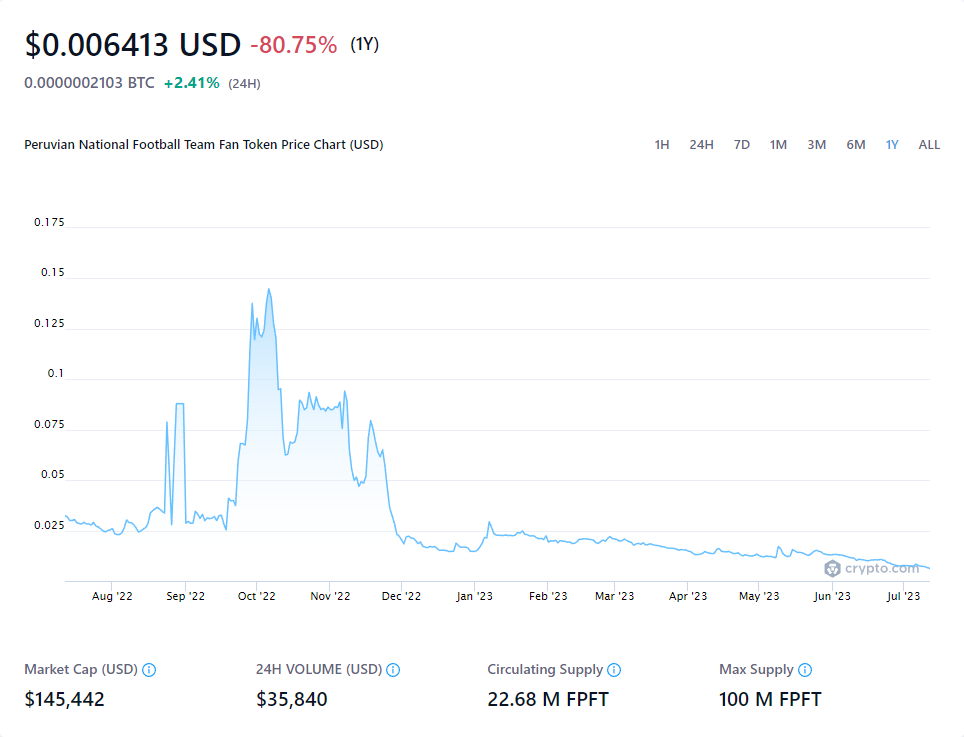 $0.006413 USD -80.75% (1Y)
0.0000002103 BTC +2.41% (24H)
Peruvian National Football Team Fan Token Price Chart (USD) 1H 24H 7D 1M 3M 6M 1Y ALL
0.175
0.15
0.125
0.1
0.075
0.05
0.025
crypto.com
Aug '22 Sep '22 Oct '22 Nov '22 Dec '22 Jan '23 Feb '23 Mar '23 Apr '23 May '23 Jun '23 Jul '23
Market Cap (USD) 24H VOLUME (USD) Circulating Supply Max Supply
$145,442 $35,840 22.68 M FPFT 100 M FPFT